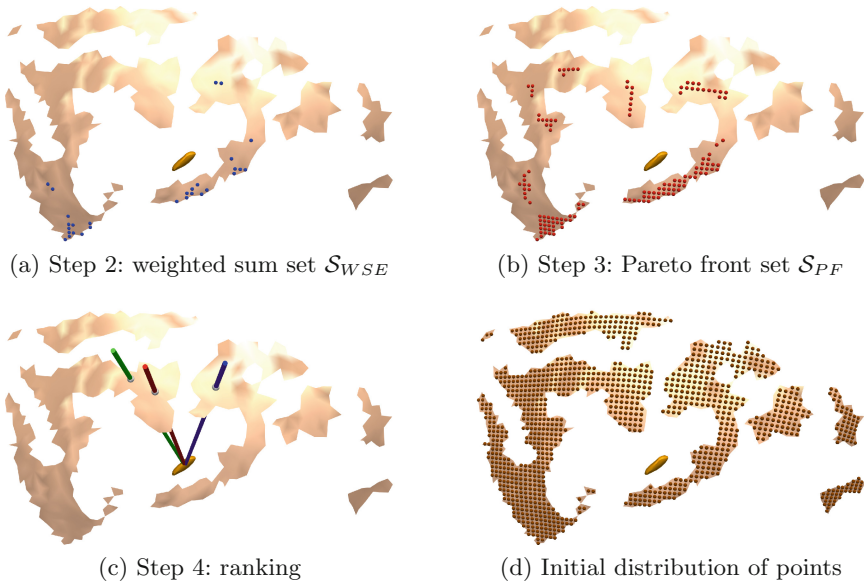 (a) Step 2: weighted sum set 𝒮_WSE
(b) Step 3: Pareto front set 𝒮_PF
(c) Step 4: ranking
(d) Initial distribution of points